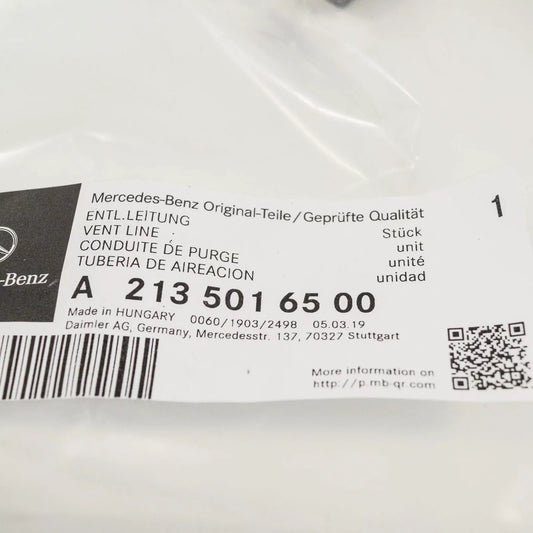 Mercedes-Benz Original-Teile/Geprüfte Qualität 1
ENTL.LEITUNG Stück
VENT LINE unit
CONDUITE DE PURGE unité
TUBERIA DE AIREACION unidad
-Benz
A 213 501 65 00
Made in HUNGARY 0060/1903/2498 05.03.19
Daimler AG, Germany, Mercedesstr. 137, 70327 Stuttgart
More information on
http://p.mb-qr.com